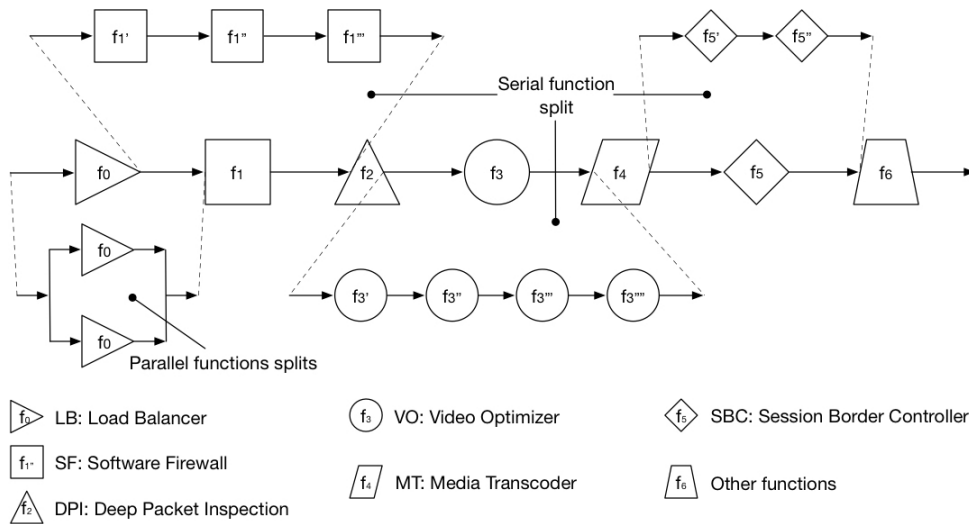 f1' f1'' f1''' f5' f5''
Serial function
split
f0 f1 f2 f3 f4 f5 f6
f0
f3' f3'' f3''' f3''''
f0
Parallel functions splits
f0 LB: Load Balancer
f3 VO: Video Optimizer
f5 SBC: Session Border Controller
f1- SF: Software Firewall
f4 MT: Media Transcoder
f6 Other functions
f2 DPI: Deep Packet Inspection